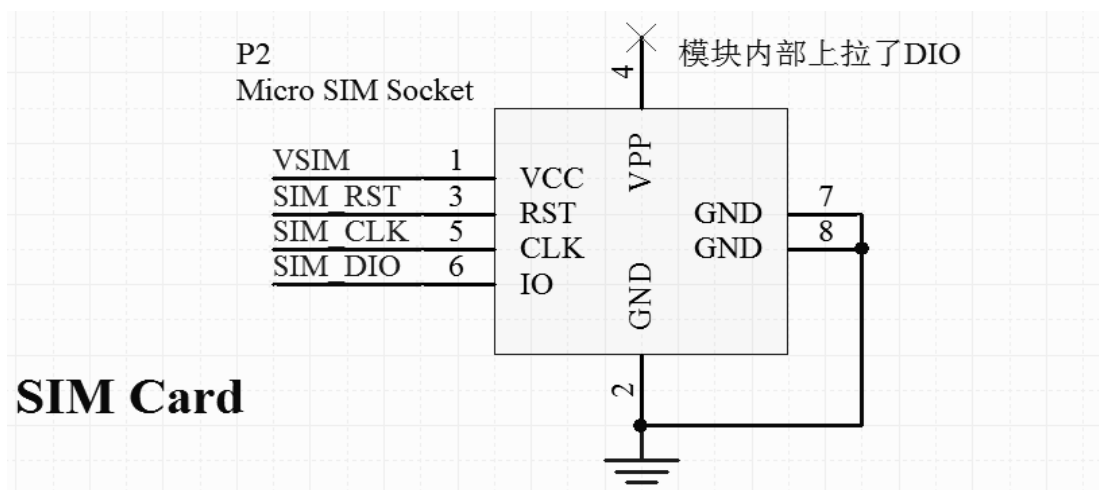 P2
Micro SIM Socket
模块内部上拉了DIO
4
VPP
VSIM 1 VCC
SIM_RST 3 RST
SIM_CLK 5 CLK
SIM_DIO 6 IO
GND 7
GND 8
GND
2
SIM Card